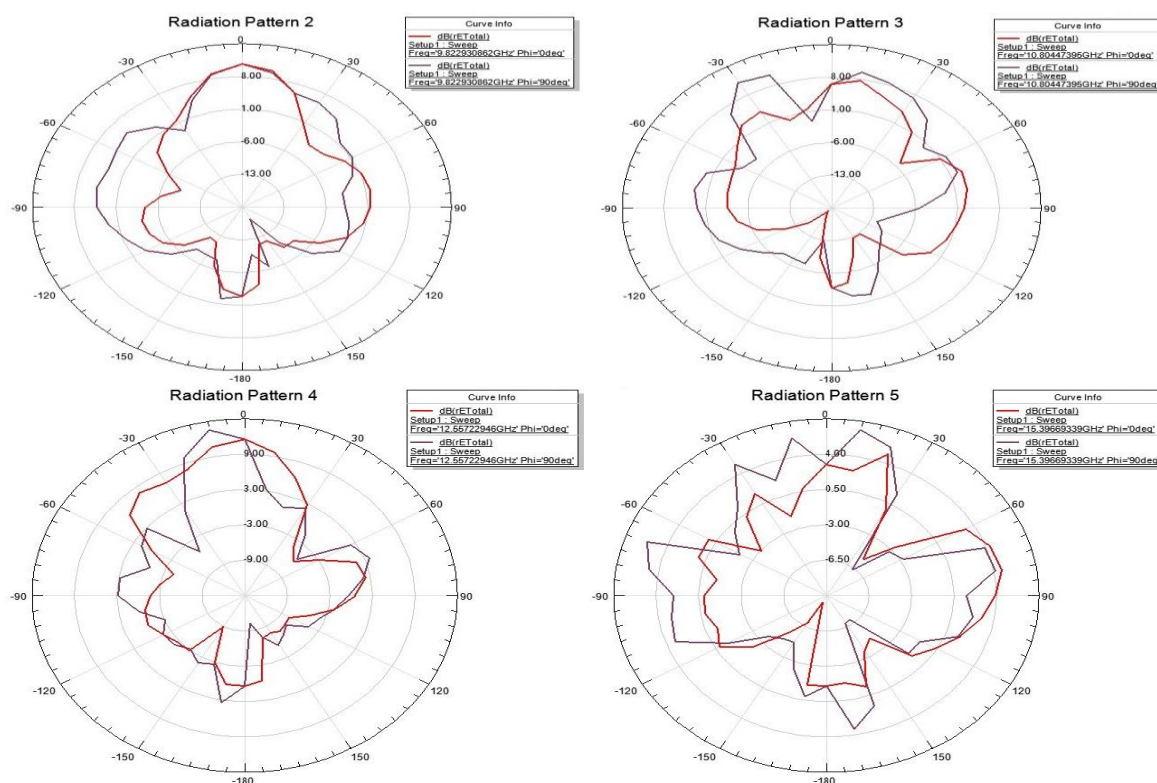 Radiation Pattern 2
Curve Info
dB(rETotal)
Setup1 : Sweep
Freq='9.822930862GHz' Phi='0deg'
dB(rETotal)
Setup1 : Sweep
Freq='9.822930862GHz' Phi='90deg'
0
-30
30
8.00
1.00
-60
60
-6.00
-13.00
-90
90
-120
120
-150
150
-180
Radiation Pattern 3
Curve Info
dB(rETotal)
Setup1 : Sweep
Freq='10.80447395GHz' Phi='0deg'
dB(rETotal)
Setup1 : Sweep
Freq='10.80447395GHz' Phi='90deg'
0
-30
30
8.00
1.00
-60
60
-6.00
-13.00
-90
90
-120
120
-150
150
-180
Radiation Pattern 4
Curve Info
dB(rETotal)
Setup1 : Sweep
Freq='12.55722946GHz' Phi='0deg'
dB(rETotal)
Setup1 : Sweep
Freq='12.55722946GHz' Phi='90deg'
0
-30
30
9.00
3.00
-60
60
-3.00
-9.00
-90
90
-120
120
-150
150
-180
Radiation Pattern 5
Curve Info
dB(rETotal)
Setup1 : Sweep
Freq='15.39669339GHz' Phi='0deg'
dB(rETotal)
Setup1 : Sweep
Freq='15.39669339GHz' Phi='90deg'
0
-30
30
4.00
0.50
-60
60
-3.00
-6.50
-90
90
-120
120
-150
150
-180